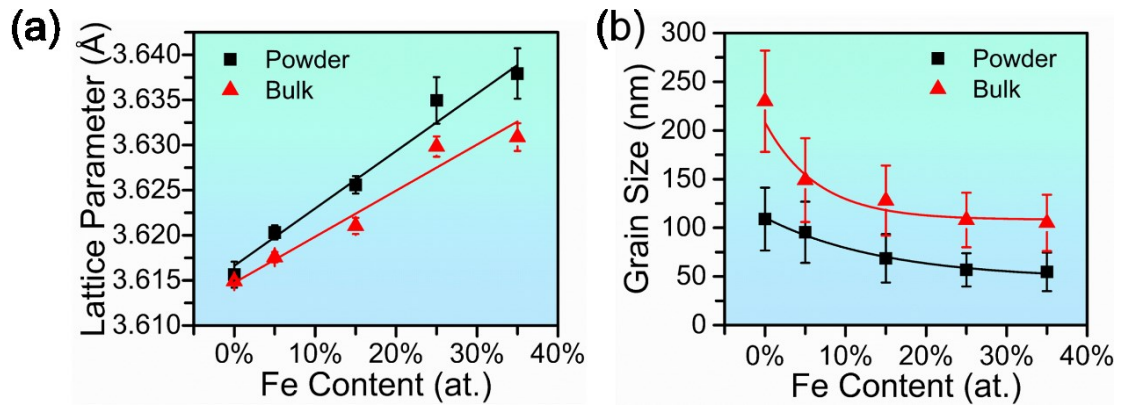 (a)
Lattice Parameter (Å)
3.640
3.635
3.630
3.625
3.620
3.615
3.610
Powder
Bulk
0% 10% 20% 30% 40%
Fe Content (at.)
(b)
Grain Size (nm)
300
250
200
150
100
50
0
Powder
Bulk
0% 10% 20% 30% 40%
Fe Content (at.)